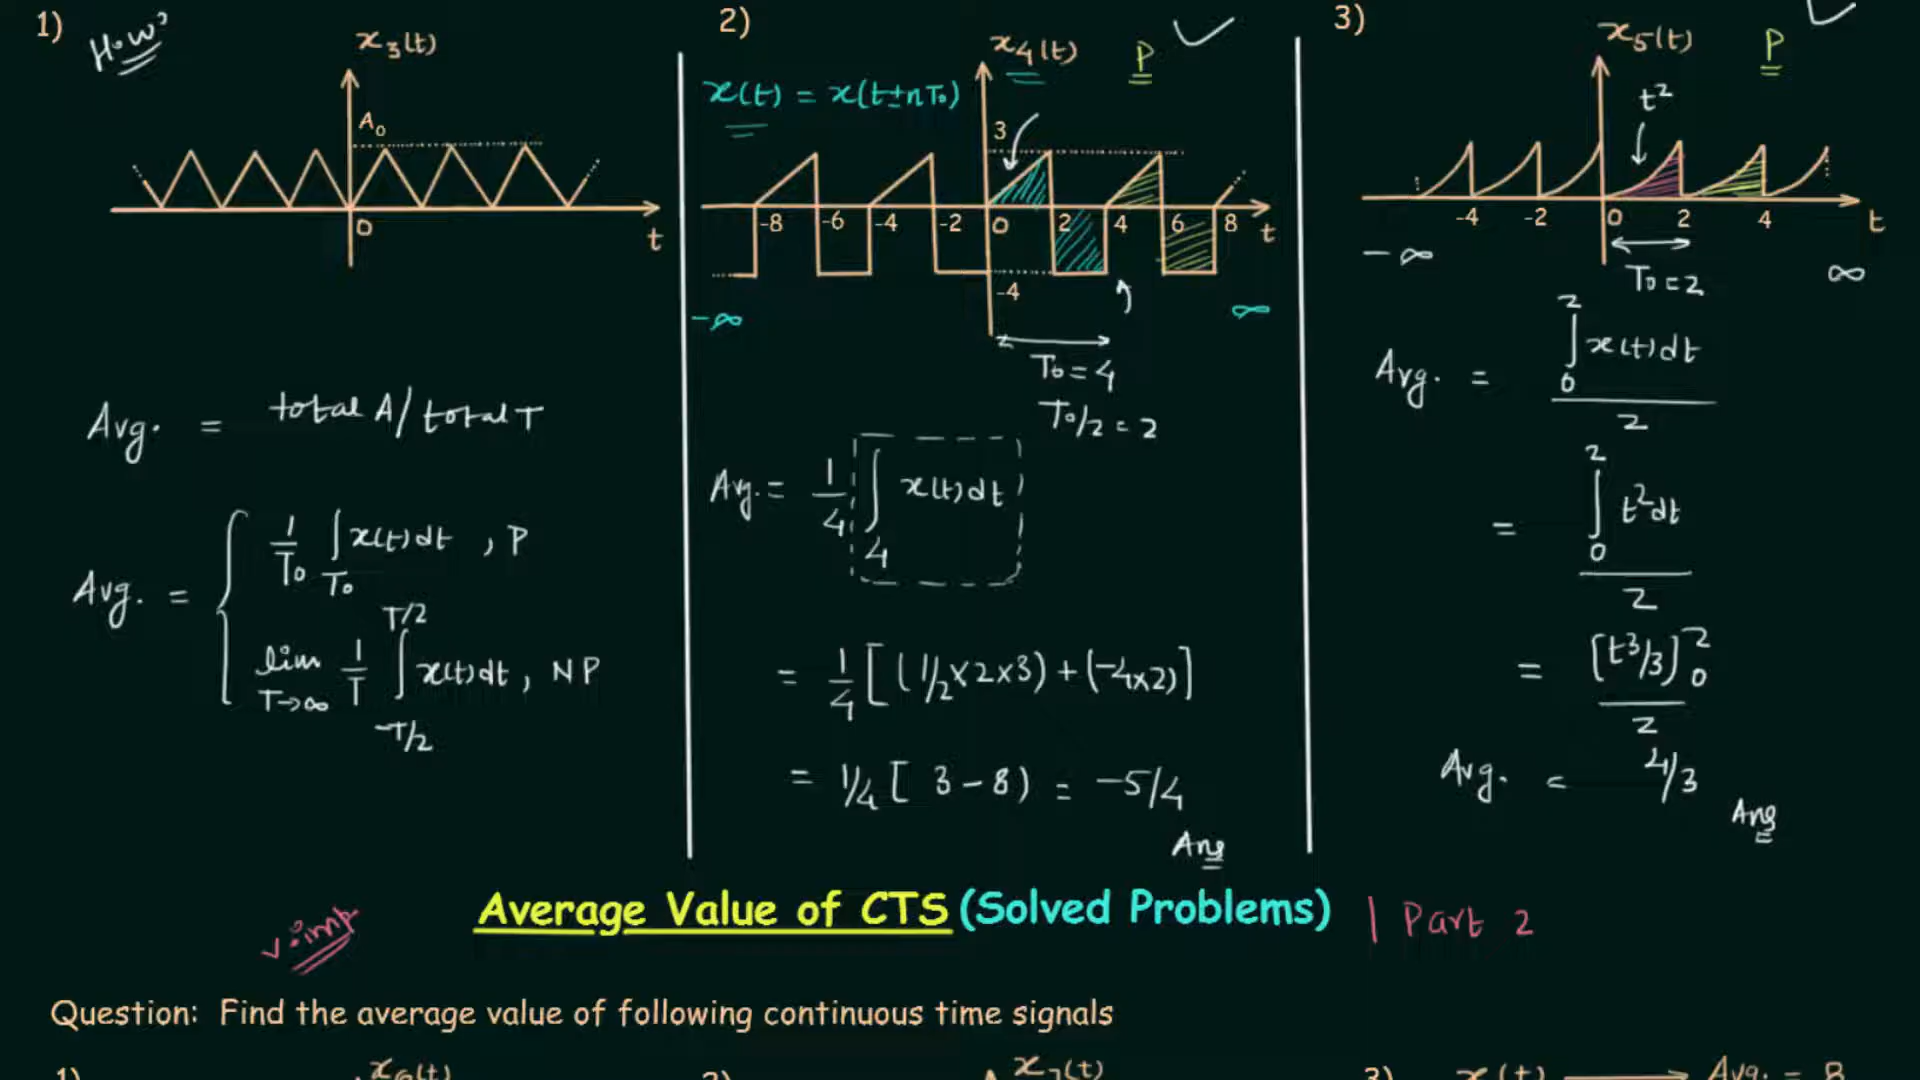 1)
How?
x₃(t)
A₀
0
t
Avg. = total A / total T
Avg. = { 1/T₀ ∫T₀ x(t)dt , P
lim T→∞ 1/T ∫ -T/2 T/2 x(t)dt, NP
2)
x₄(t)
P
x(t) = x(t±nT₀)
3
-8 -6 -4 -2 0 2 4 6 8 t
-4
-∞
∞
T₀ = 4
T₀/2 = 2
Avg. = 1/4 ∫4 x(t)dt
= 1/4 [(1/2×2×3)+(-4×2)]
= 1/4 [3-8) = -5/4
Ans
3)
x₅(t)
P
t²
-4 -2 0 2 4 t
-∞
∞
T₀ = 2
Avg. = ∫ 0 2 x(t)dt / 2
= ∫ 0 2 t²dt / 2
= [t³/3)₀² / 2
Avg. = 4/3
Ans
Average Value of CTS (Solved Problems) | Part 2
Question: Find the average value of following continuous time signals
x₆(t)
x₇(t)
3)
x(t) → Avg. =